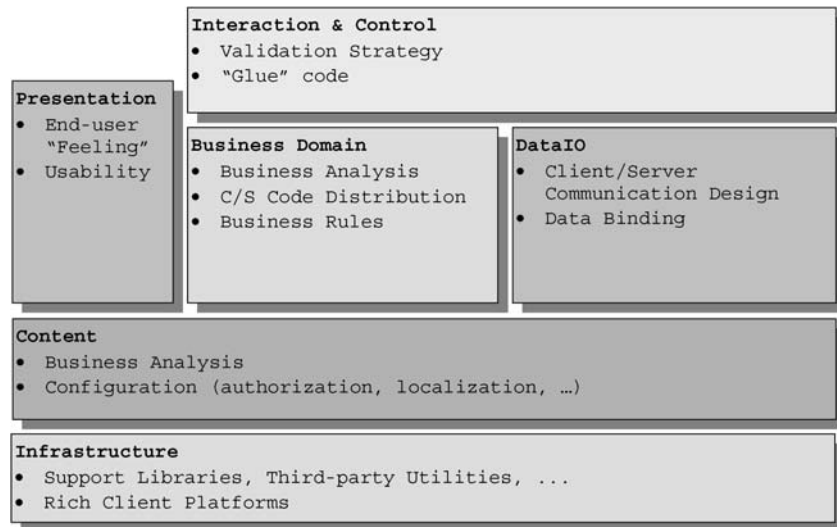 Interaction & Control
• Validation Strategy
• “Glue” code
Presentation
• End-user
“Feeling”
• Usability
Business Domain
• Business Analysis
• C/S Code Distribution
• Business Rules
DataIO
• Client/Server
Communication Design
• Data Binding
Content
• Business Analysis
• Configuration (authorization, localization, …)
Infrastructure
• Support Libraries, Third-party Utilities, ...
• Rich Client Platforms